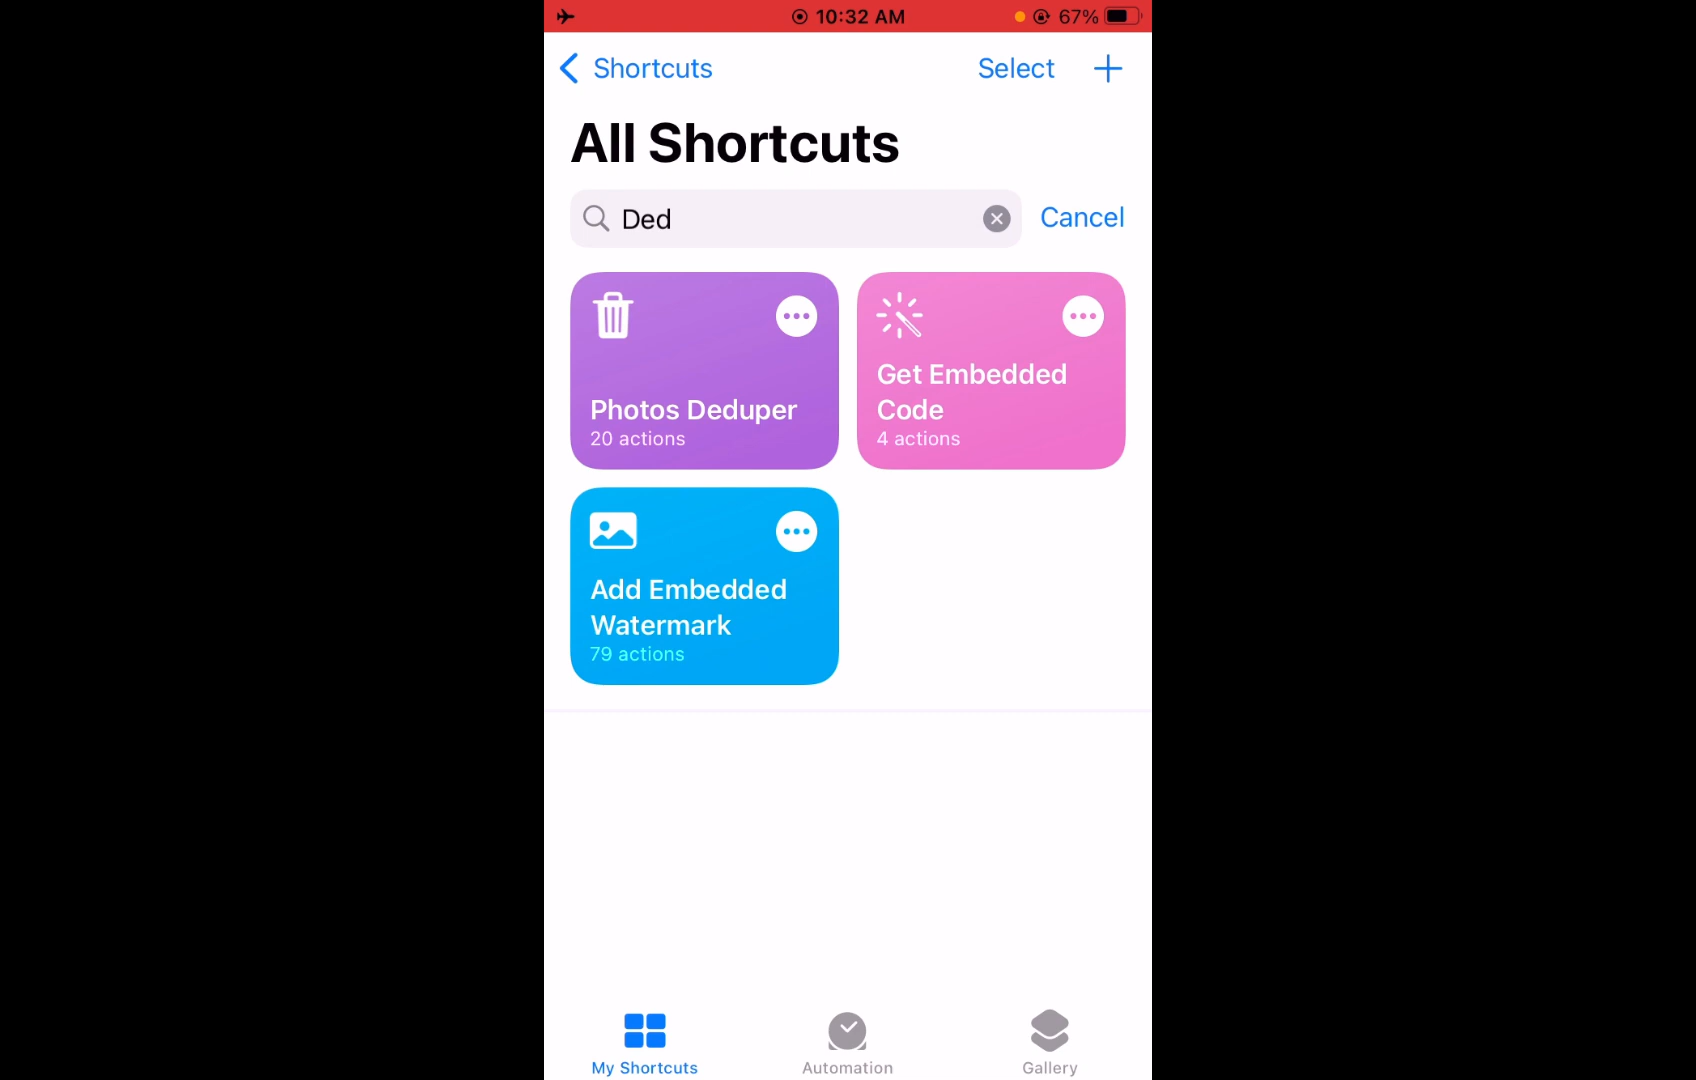 10:32 AM
67%
Shortcuts
Select
All Shortcuts
Ded
Cancel
Photos Deduper
20 actions
Get Embedded
Code
4 actions
Add Embedded
Watermark
79 actions
My Shortcuts
Automation
Gallery